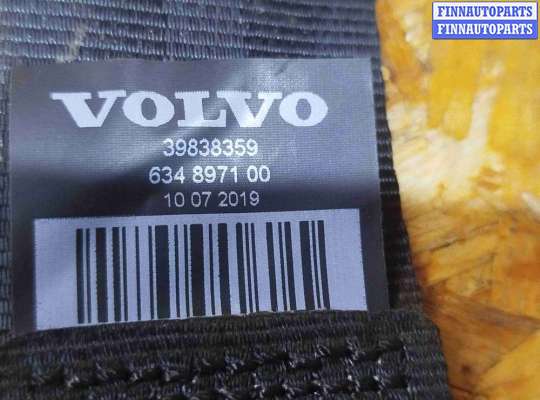 FINNAUTOPARTS
FINNAUTOPARTS
VOLVO
39838359
634 8971 00
10 07 2019